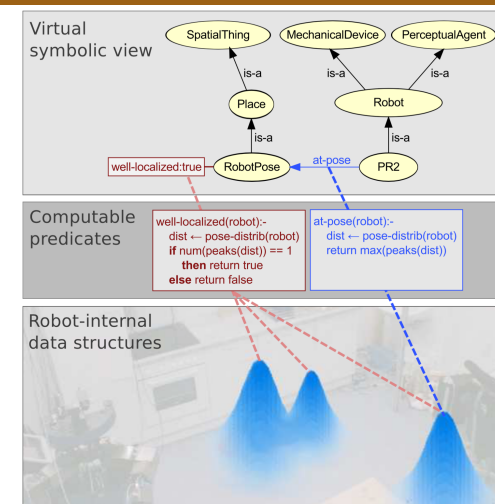 Virtual
symbolic view
SpatialThing
MechanicalDevice
PerceptualAgent
is-a
is-a
is-a
Place
Robot
is-a
is-a
well-localized:true
RobotPose
at-pose
PR2
Computable
predicates
well-localized(robot):-
dist ← pose-distrib(robot)
if num(peaks(dist)) == 1
then return true
else return false
at-pose(robot):-
dist ← pose-distrib(robot)
return max(peaks(dist))
Robot-internal
data structures